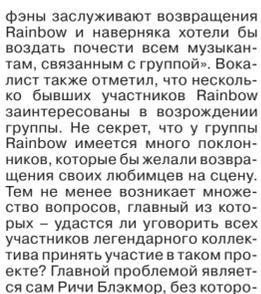 фэны заслуживают возвращения
Rainbow и наверняка хотели бы
воздать почести всем музыкан-
там, связанным с группой». Вока-
лист также отметил, что несколь-
ко бывших участников Rainbow
заинтересованы в возрождении
группы. Не секрет, что у группы
Rainbow имеется много поклон-
ников, которые бы желали возвра-
щения своих любимцев на сцену.
Тем не менее возникает множе-
ство вопросов, главный из кото-
рых – удастся ли уговорить всех
участников легендарного коллек-
тива принять участие в таком про-
екте? Главной проблемой являет-
ся сам Ричи Блэкмор, без которо-